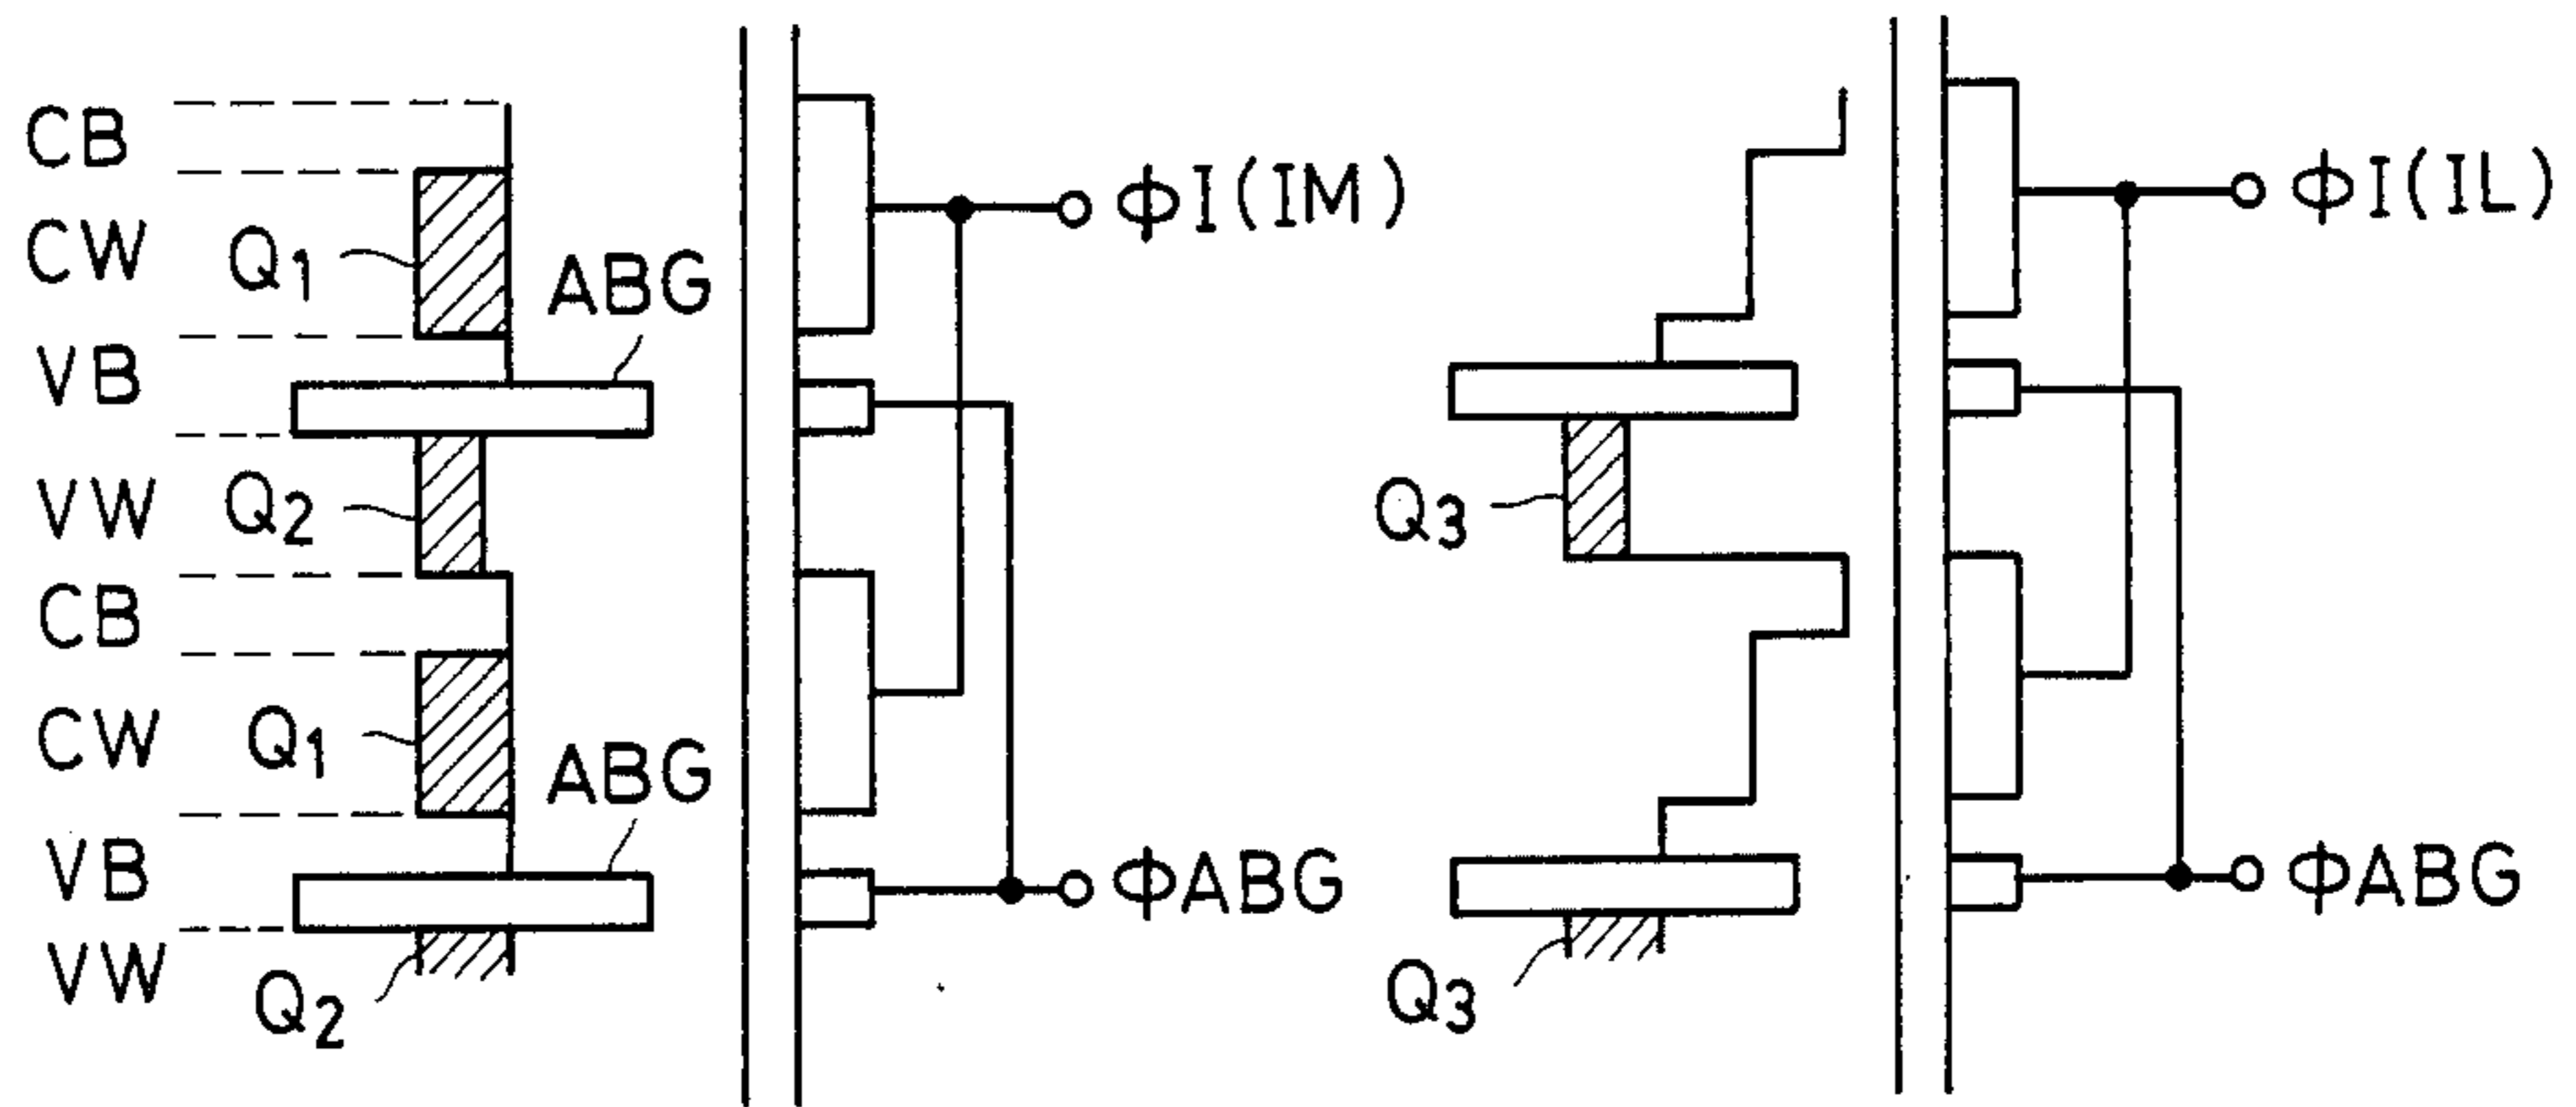 CB
CW
VB
VW
CB
CW
VB
VW
Q1
ABG
Q2
Q1
ABG
Q2
ΦI(IM)
ΦABG
Q3
Q3
ΦI(IL)
ΦABG